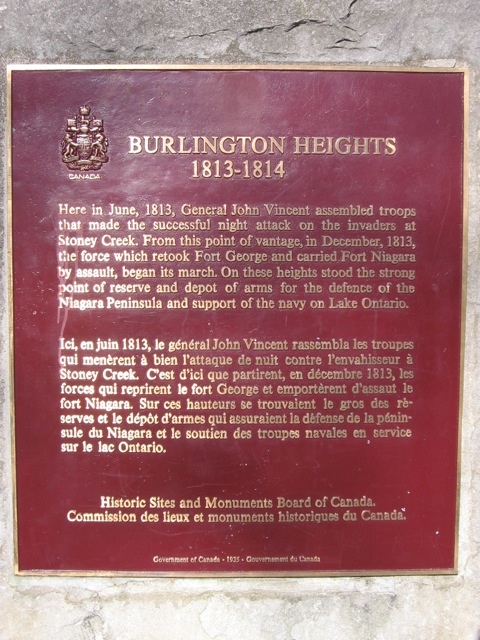 CANADA
BURLINGTON HEIGHTS
1813-1814
Here in June, 1813, General John Vincent assembled troops
that made the successful night attack on the invaders at
Stoney Creek. From this point of vantage, in December, 1813,
the force which retook Fort George and carried Fort Niagara
by assault, began its march. On these heights stood the strong
point of reserve and depot of arms for the defence of the
Niagara Peninsula and support of the navy on Lake Ontario.
Ici, en juin 1813, le général John Vincent rassembla les troupes
qui menèrent à bien l'attaque de nuit contre l'envahisseur à
Stoney Creek. C'est d'ici que partirent, en décembre 1813, les
forces qui reprirent le fort George et emportèrent d'assaut le
fort Niagara. Sur ces hauteurs se trouvaient le gros des ré-
serves et le dépôt d'armes qui assuraient la défense de la pénin-
sule du Niagara et le soutien des troupes navales en service
sur le lac Ontario.
Historic Sites and Monuments Board of Canada.
Commission des lieux et monuments historiques du Canada.
Government of Canada - 1935 - Gouvernement du Canada